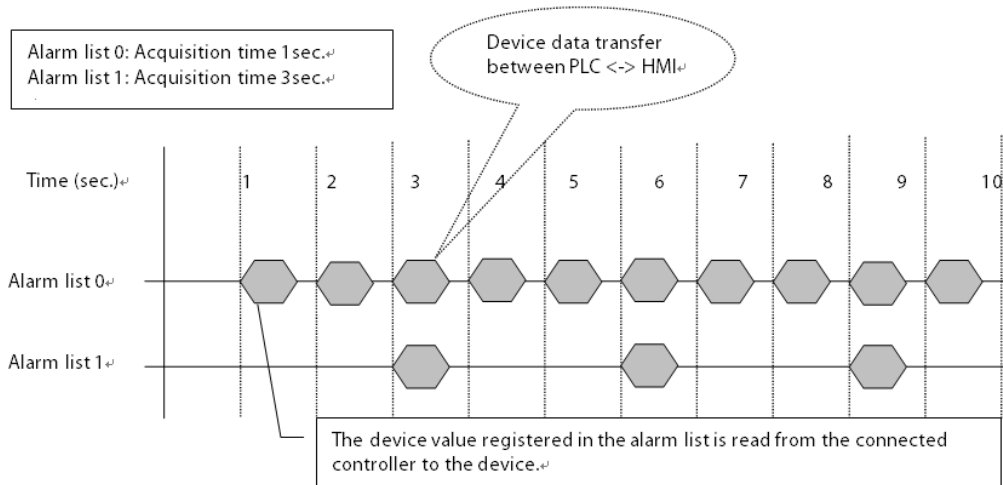 Alarm list 0: Acquisition time 1sec.↵
Alarm list 1: Acquisition time 3sec.↵
Device data transfer
between PLC <-> HMI↵
Time (sec.)↵
1 2 3 4 5 6 7 8 9 10
Alarm list 0↵
Alarm list 1↵
The device value registered in the alarm list is read from the connected
controller to the device.↵